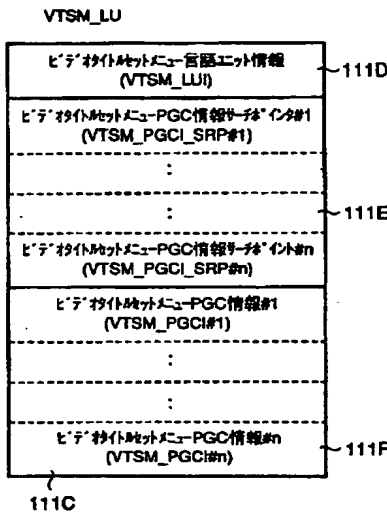 VTSM_LU
ビデオタイトルセットメニュー言語ユニット情報
(VTSM_LUI)
111D
ビデオタイトルセットメニューPGC情報サーチポインタ#1
(VTSM_PGCI_SRP#1)
:
:
111E
ビデオタイトルセットメニューPGC情報サーチポイント#n
(VTSM_PGCI_SRP#n)
ビデオタイトルセットメニューPGC情報#1
(VTSM_PGCI#1)
:
:
ビデオタイトルセットメニューPGC情報#n
(VTSM_PGCI#n)
111F
111C